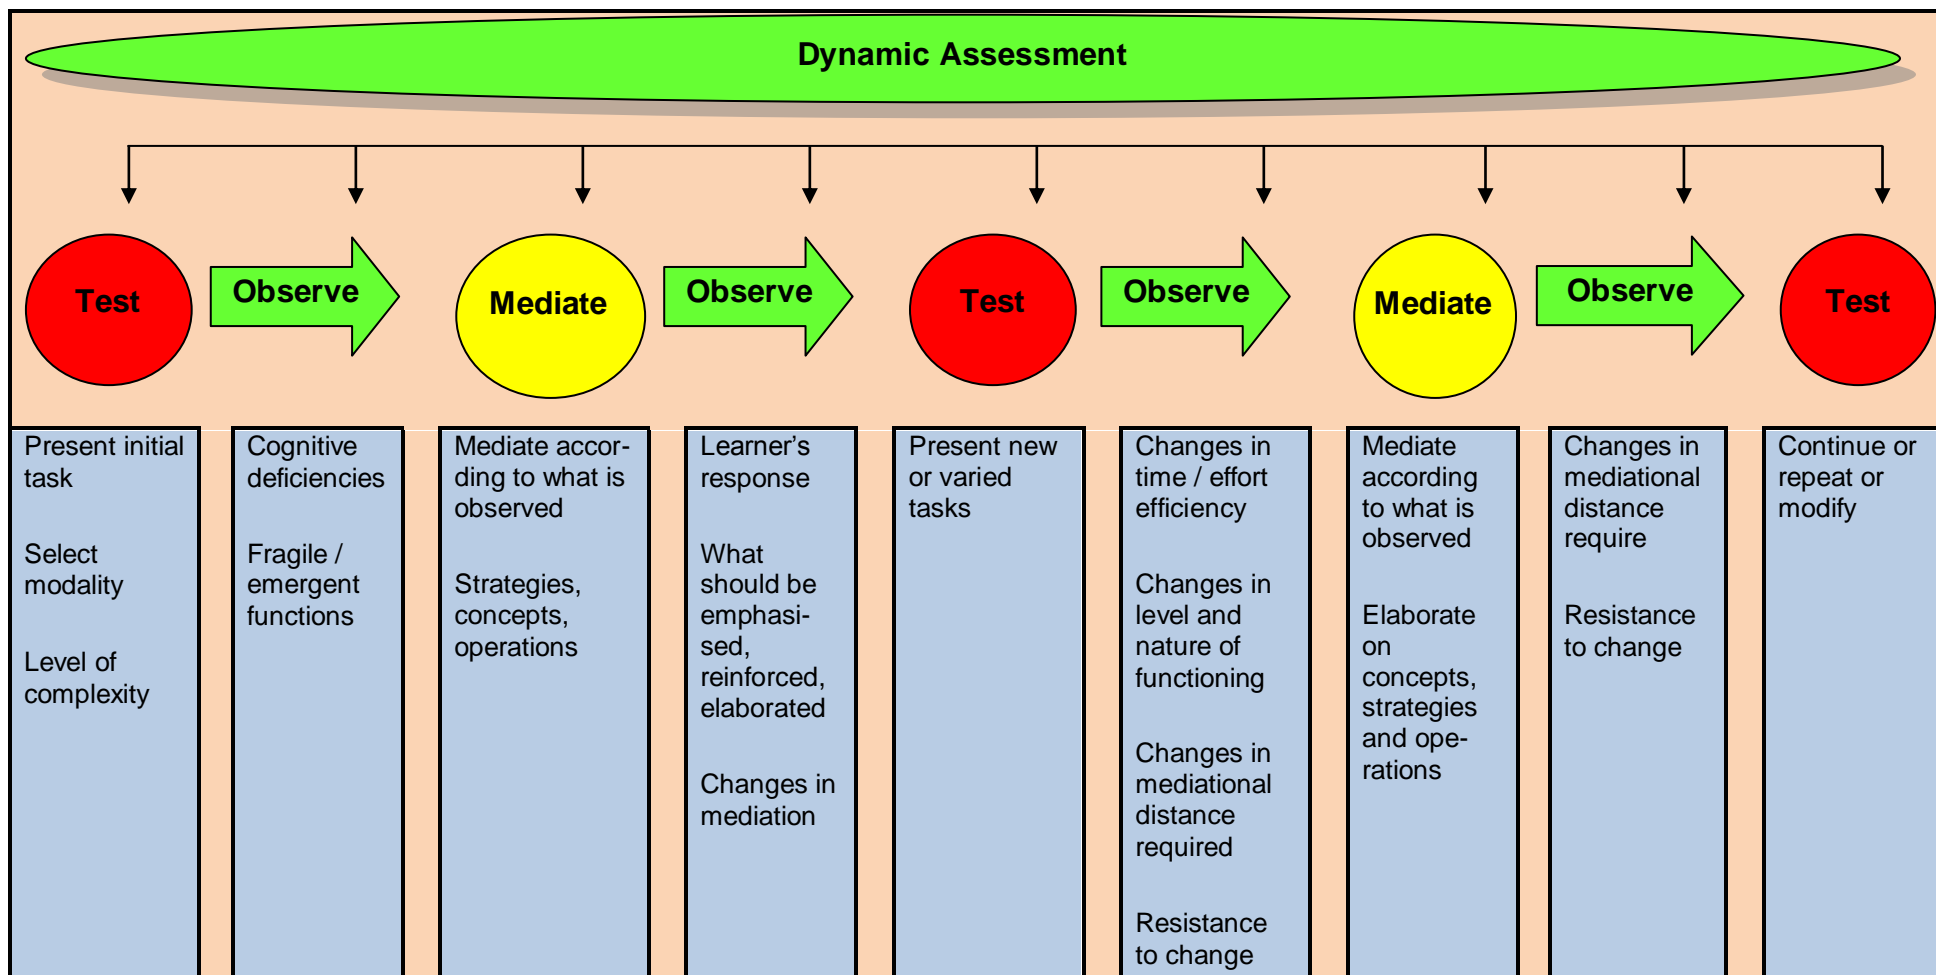 Dynamic Assessment
Test
Observe
Mediate
Observe
Test
Observe
Mediate
Observe
Test
Present initial
task
Select
modality
Level of
complexity
Cognitive
deficiencies
Fragile /
emergent
functions
Mediate accor-
ding to what is
observed
Strategies,
concepts,
operations
Learner’s
response
What
should be
emphasi-
sed,
reinforced,
elaborated
Changes in
mediation
Present new
or varied
tasks
Changes in
time / effort
efficiency
Changes in
level and
nature of
functioning
Changes in
mediational
distance
required
Resistance
to change
Mediate
according
to what is
observed
Elaborate
on
concepts,
strategies
and ope-
rations
Changes in
mediational
distance
require
Resistance
to change
Continue or
repeat or
modify